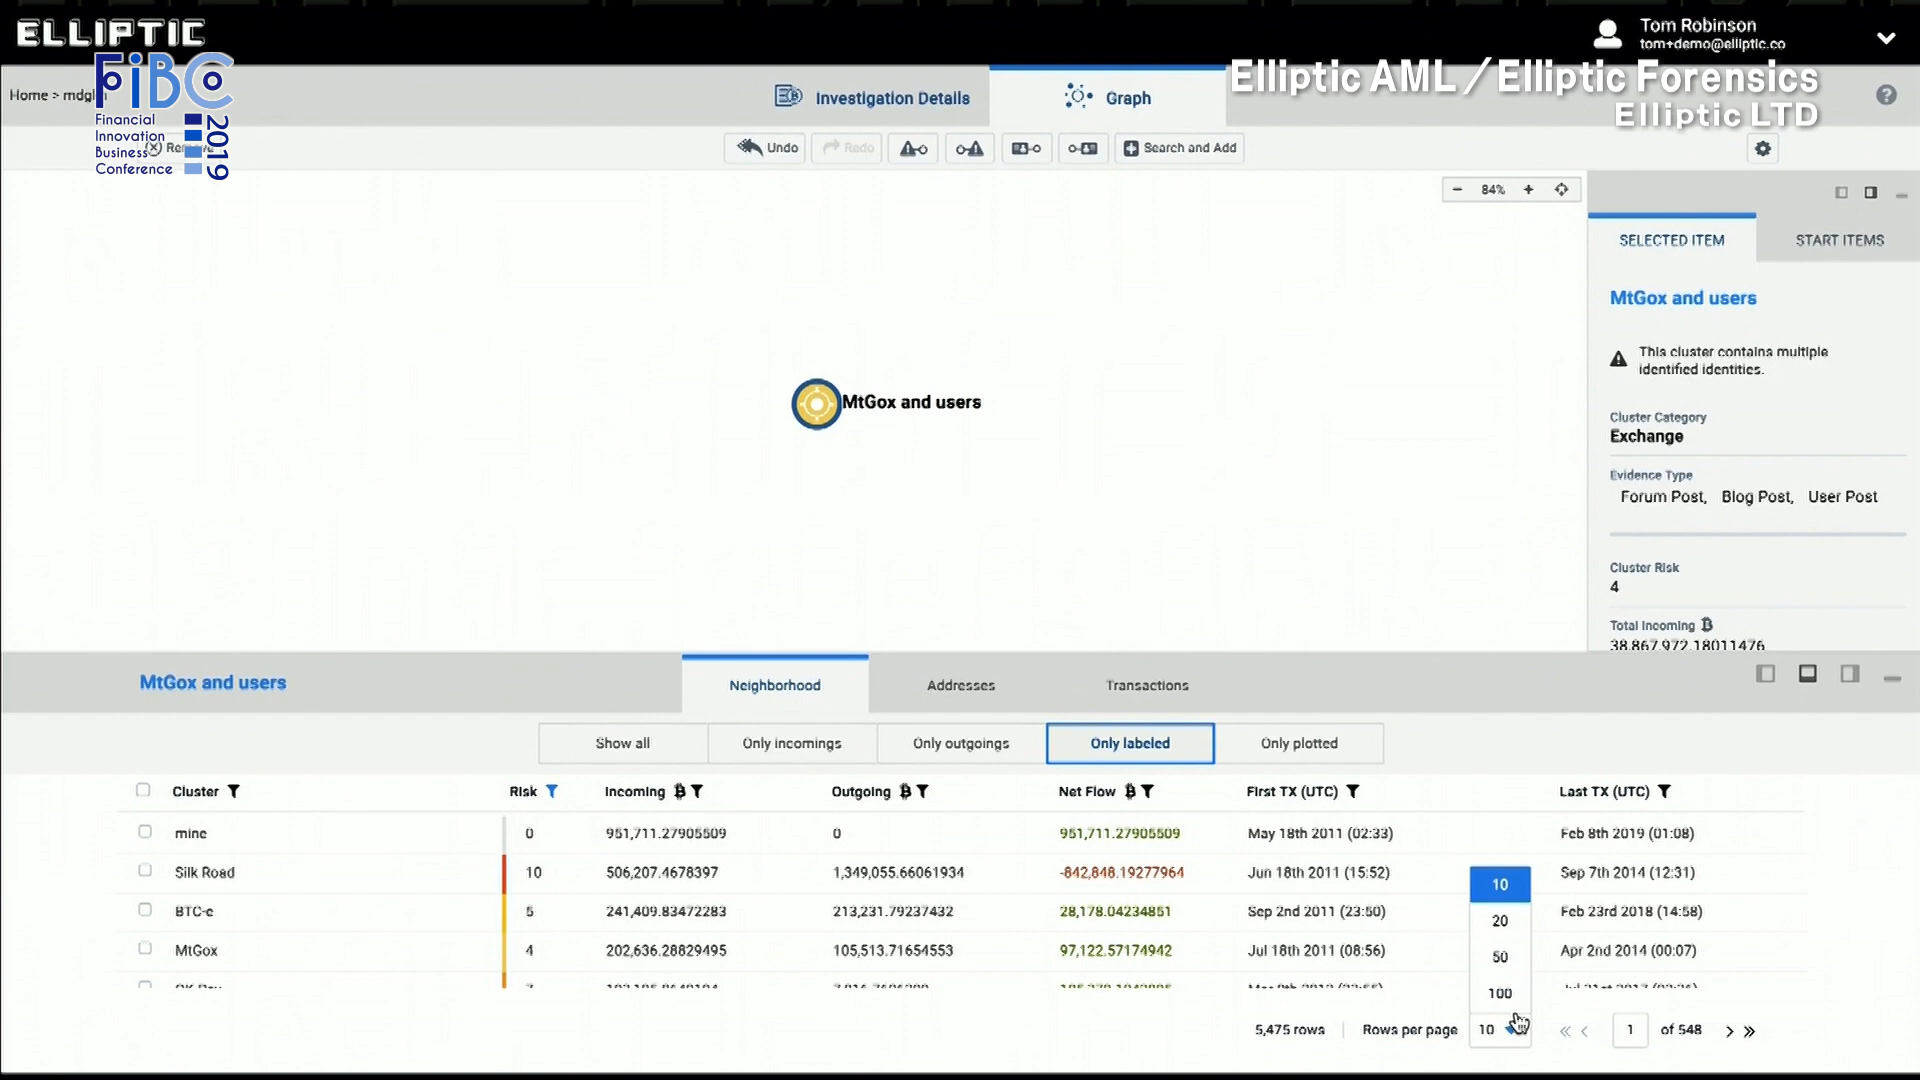 ELLIPTIC
Tom Robinson
tom+demo@elliptic.co
FiBC
Financial
Innovation
Business
Conference
2019
Elliptic AML／Elliptic Forensics
Elliptic LTD
Home >
Investigation Details
Graph
Undo
Redo
Search and Add
84%
SELECTED ITEM
START ITEMS
MtGox and users
This cluster contains multiple
identified identities.
Cluster Category
Exchange
Evidence Type
Forum Post, Blog Post, User Post
Cluster Risk
4
Total Incoming
38,867,972.18011476
MtGox and users
MtGox and users
Neighborhood
Addresses
Transactions
Show all
Only incomings
Only outgoings
Only labeled
Only plotted
Cluster Risk Incoming Outgoing Net Flow First TX (UTC) Last TX (UTC)
mine 0 951,711.27905509 0 951,711.27905509 May 18th 2011 (02:33) Feb 8th 2019 (01:08)
Silk Road 10 506,207.4678397 1,349,055.66061934 -842,848.19277964 Jun 18th 2011 (15:52) Sep 7th 2014 (12:31)
BTC-e 5 241,409.83472283 213,231.79237432 28,178.04234851 Sep 2nd 2011 (23:50) Feb 23rd 2018 (14:58)
MtGox 4 202,636.28829495 105,513.71654553 97,122.57174942 Jul 18th 2011 (08:56) Apr 2nd 2014 (00:07)
10
20
50
100
5,475 rows
Rows per page 10
1 of 548